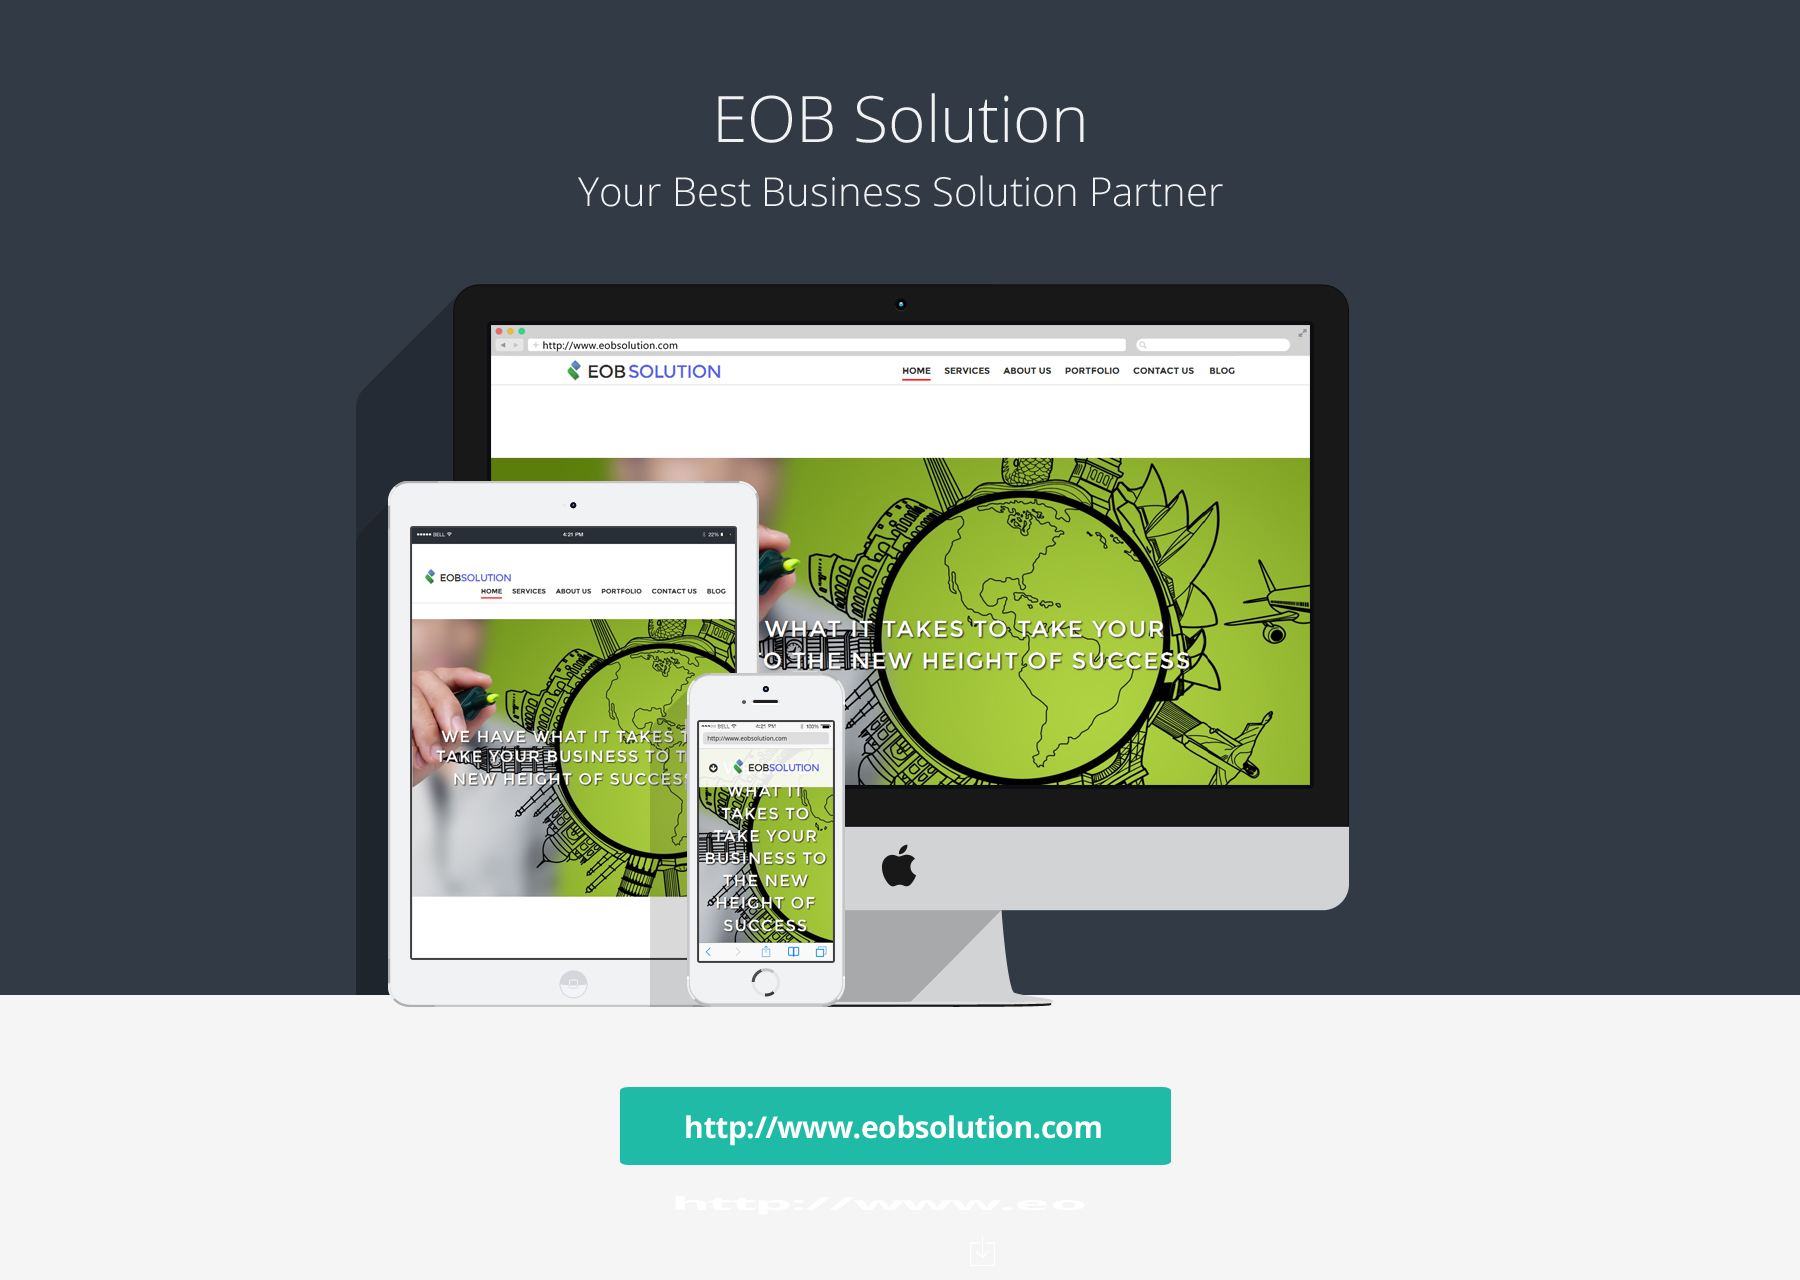 EOB Solution
Your Best Business Solution Partner
http://www.eobsolution.com
EOB SOLUTION
HOME SERVICES ABOUT US PORTFOLIO CONTACT US BLOG
WHAT IT TAKES TO TAKE YOUR
O THE NEW HEIGHT OF SUCCESS
BELL 4:21 PM 22%
EOBSOLUTION
HOME SERVICES ABOUT US PORTFOLIO CONTACT US BLOG
WE HAVE WHAT IT TAKES T
TAKE YOUR BUSINESS TO T
NEW HEIGHT OF SUCCESS
BELL 4:21 PM 100%
http://www.eobsolution.com
EOBSOLUTION
WHAT IT
TAKES TO
TAKE YOUR
BUSINESS TO
THE NEW
HEIGHT OF
SUCCESS
http://www.eobsolution.com
http://www.eo